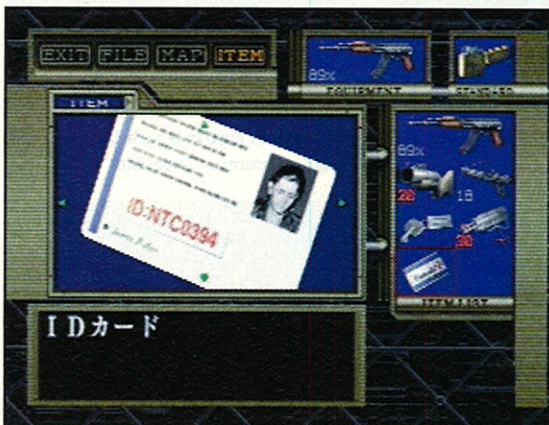 EXIT FILE MAP ITEM
89%
EQUIPMENT
STANDARD
ITEM
ID:NTC0394
89%
20
18
30
ITEM LIST
IDカード